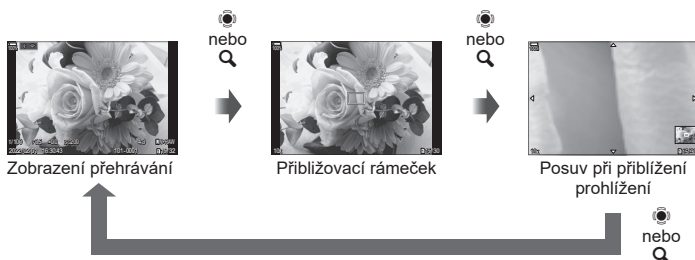 nebo
nebo
Zobrazení přehrávání
Přibližovací rámeček
Posuv při přiblížení
prohlížení
nebo